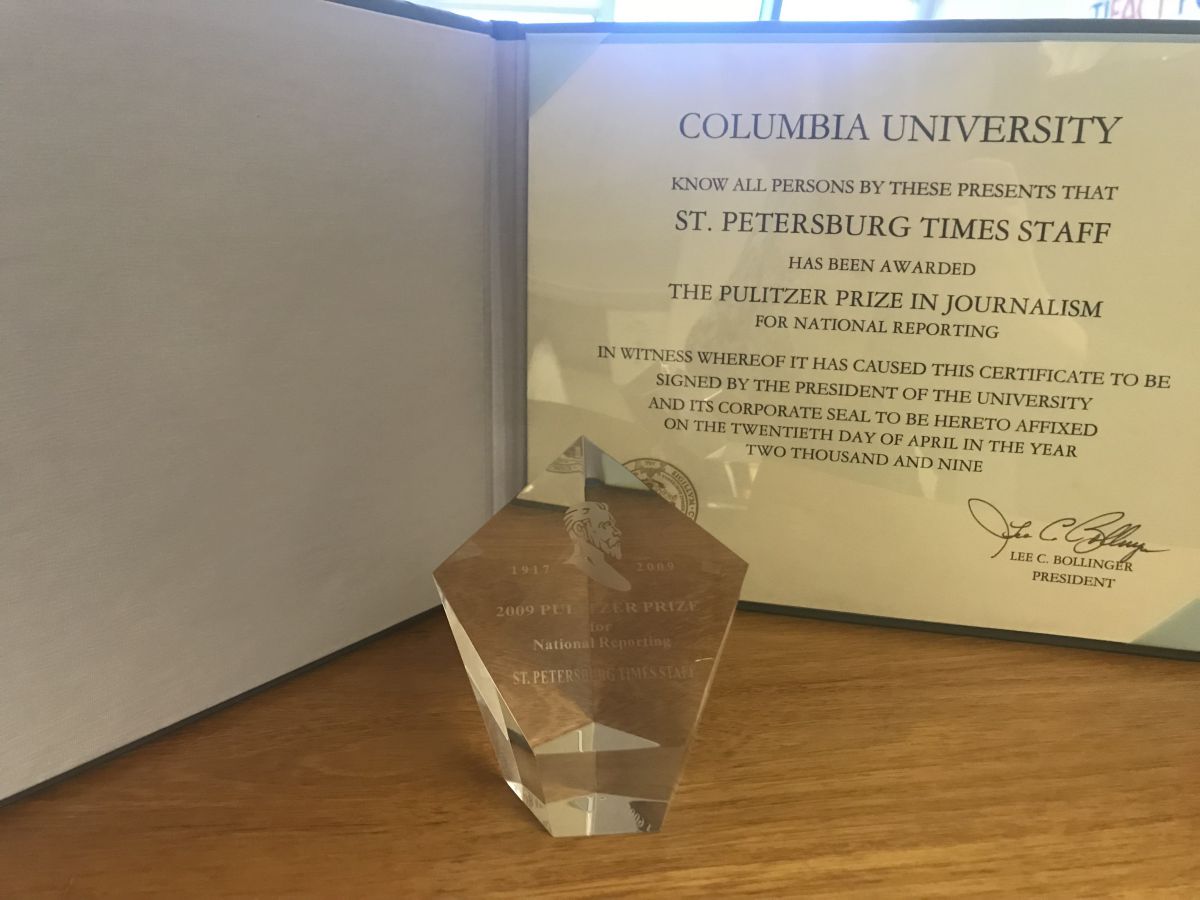 COLUMBIA UNIVERSITY
KNOW ALL PERSONS BY THESE PRESENTS THAT
ST. PETERSBURG TIMES STAFF
HAS BEEN AWARDED
THE PULITZER PRIZE IN JOURNALISM
FOR NATIONAL REPORTING
IN WITNESS WHEREOF IT HAS CAUSED THIS CERTIFICATE TO BE
SIGNED BY THE PRESIDENT OF THE UNIVERSITY
AND ITS CORPORATE SEAL TO BE HERETO AFFIXED
ON THE TWENTIETH DAY OF APRIL IN THE YEAR
TWO THOUSAND AND NINE
Lee C. Bollinger
LEE C. BOLLINGER
PRESIDENT
1917 2009
2009 PULITZER PRIZE
for
National Reporting
ST. PETERSBURG TIMES STAFF